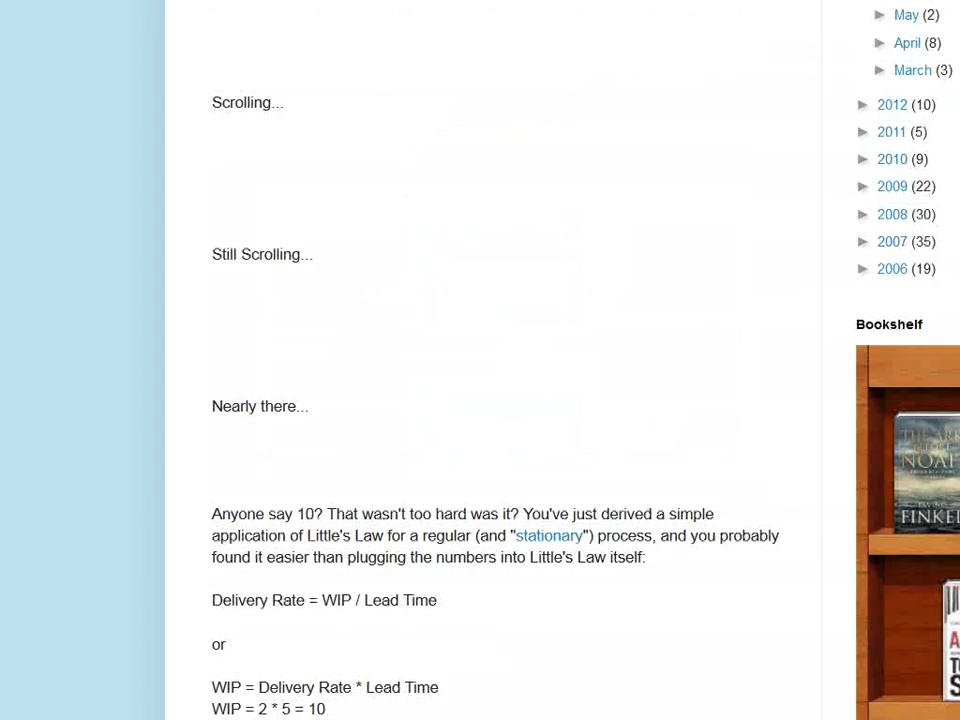 Scrolling...
Still Scrolling...
Nearly there...
Anyone say 10? That wasn't too hard was it? You've just derived a simple
application of Little's Law for a regular (and "stationary") process, and you probably
found it easier than plugging the numbers into Little's Law itself:
Delivery Rate = WIP / Lead Time
or
WIP = Delivery Rate * Lead Time
WIP = 2 * 5 = 10
► May (2)
► April (8)
► March (3)
► 2012 (10)
► 2011 (5)
► 2010 (9)
► 2009 (22)
► 2008 (30)
► 2007 (35)
► 2006 (19)
Bookshelf
THE AR
NOAH
FINKEL